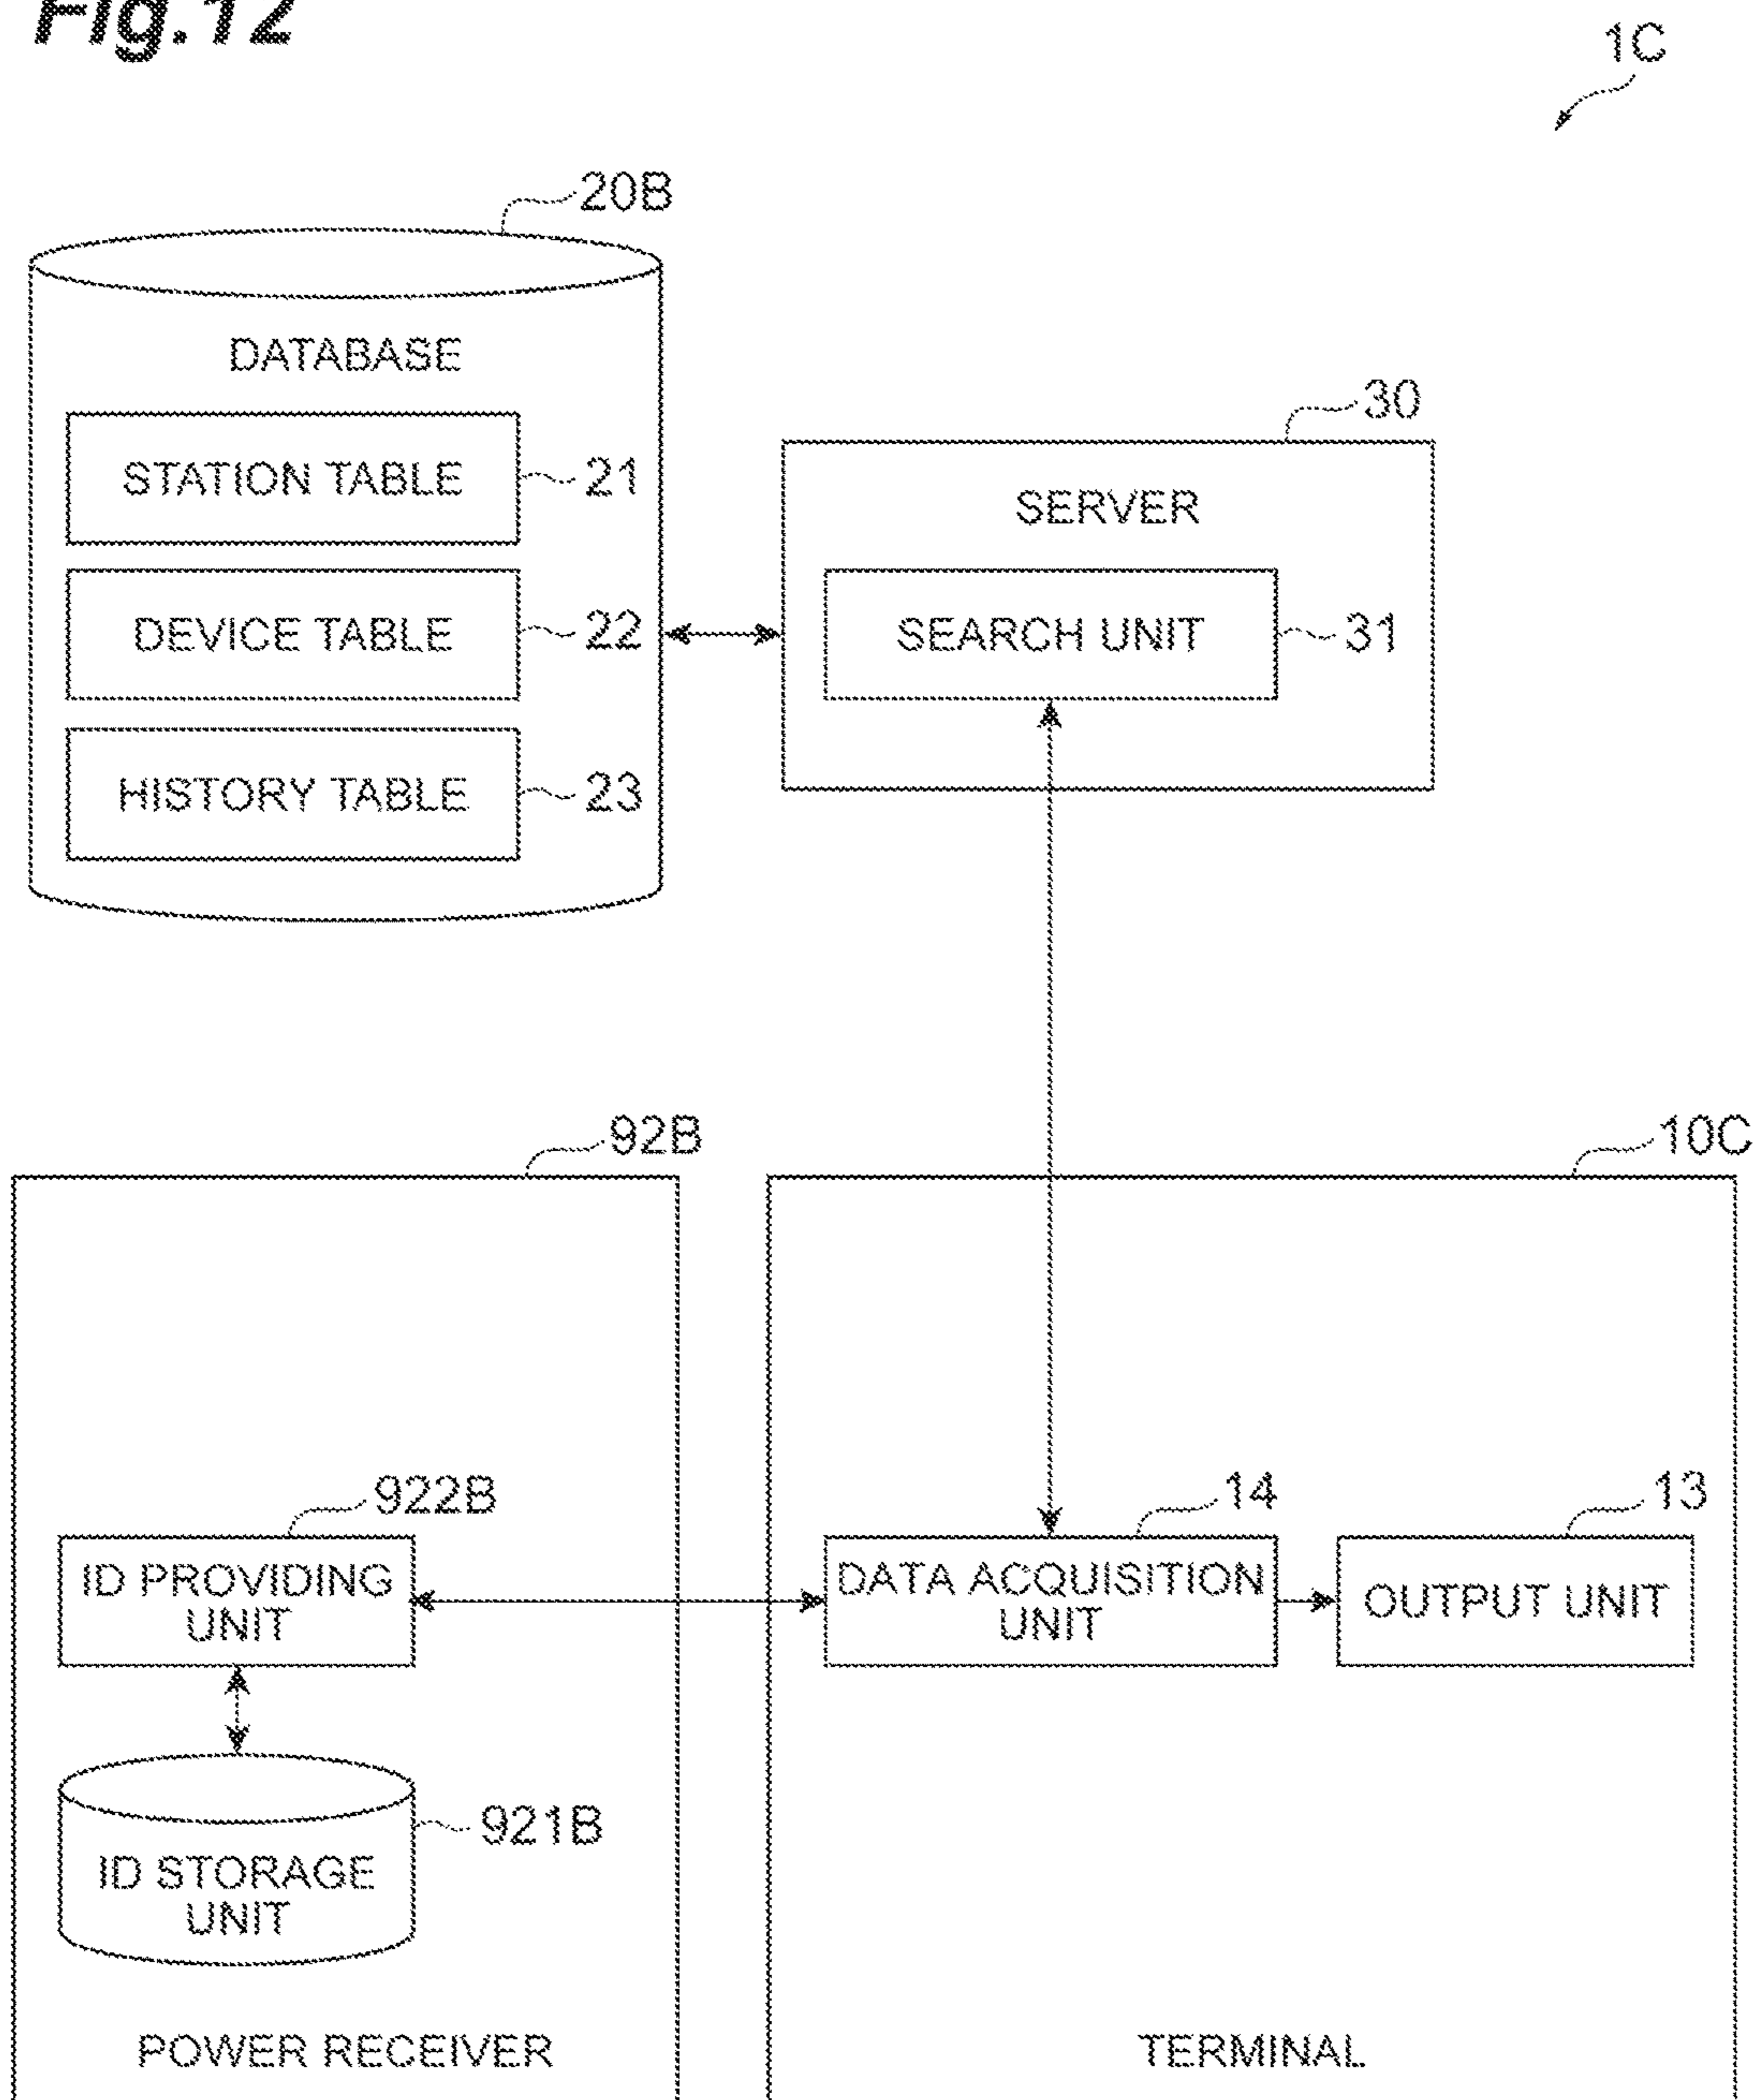 Fig.12
1C
20B
DATABASE
STATION TABLE
21
DEVICE TABLE
22
HISTORY TABLE
23
30
SERVER
SEARCH UNIT
31
92B
10C
922B
ID PROVIDING
UNIT
14
DATA ACQUISITION
UNIT
13
OUTPUT UNIT
921B
ID STORAGE
UNIT
POWER RECEIVER
TERMINAL